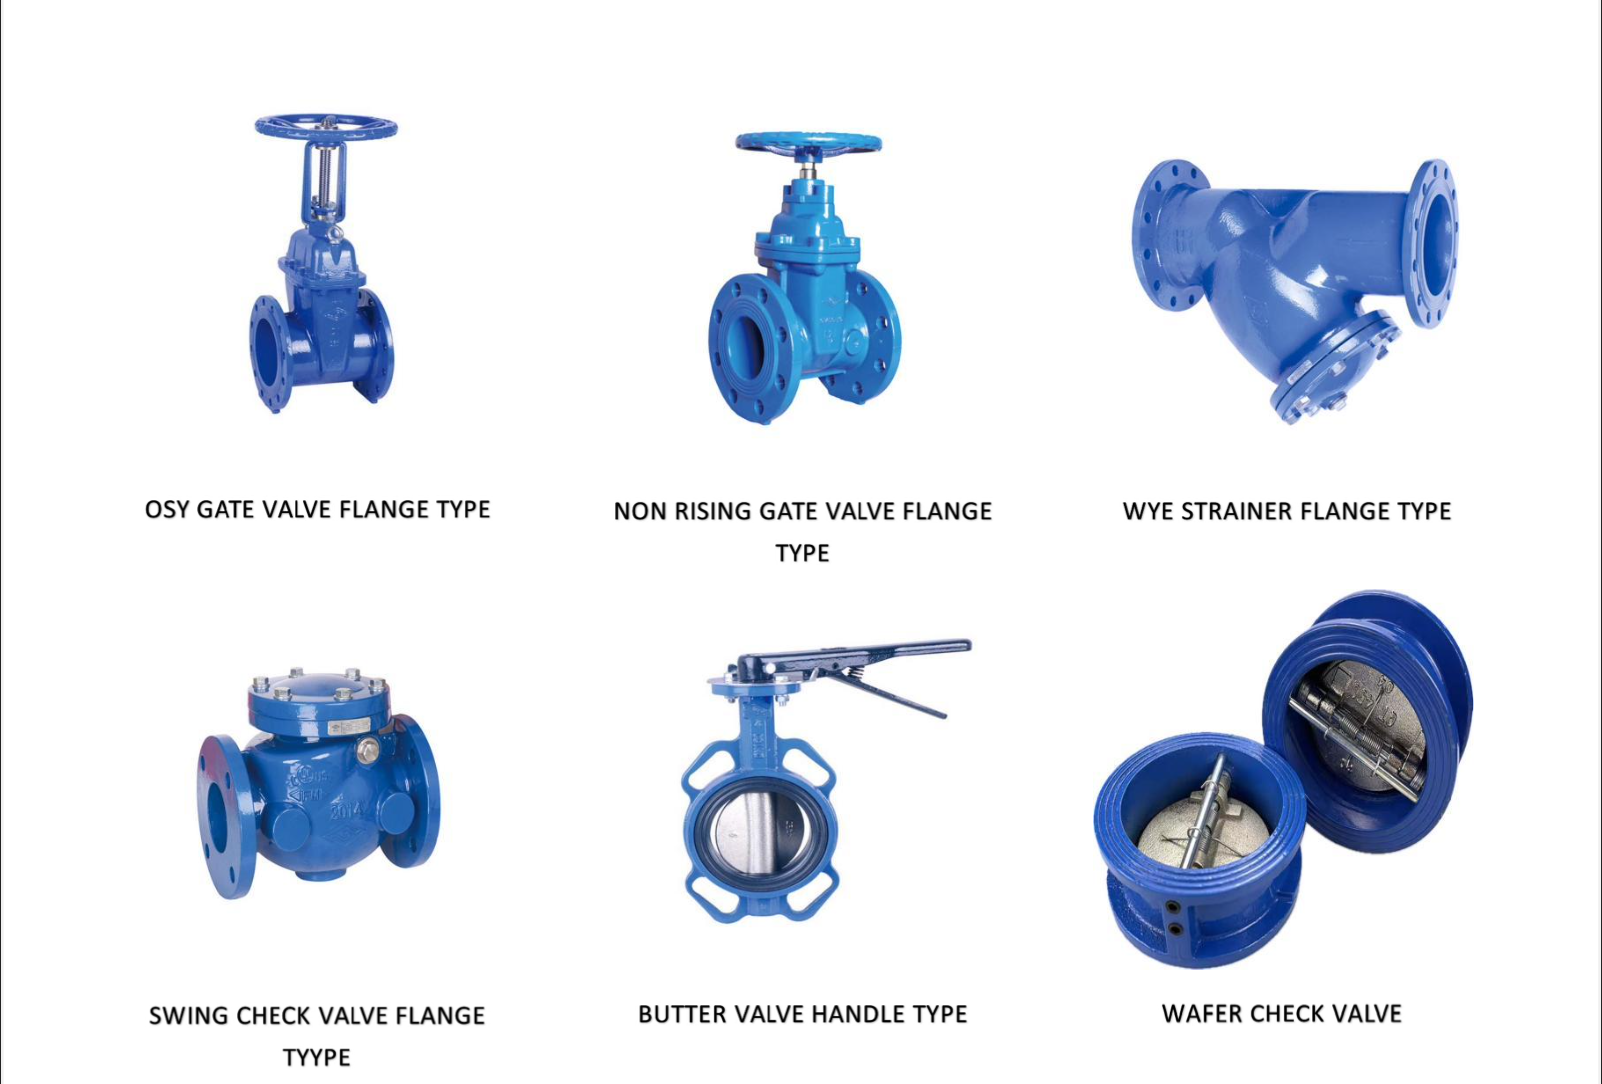 OSY GATE VALVE FLANGE TYPE
NON RISING GATE VALVE FLANGE
TYPE
WYE STRAINER FLANGE TYPE
SWING CHECK VALVE FLANGE
TYYPE
BUTTER VALVE HANDLE TYPE
WAFER CHECK VALVE